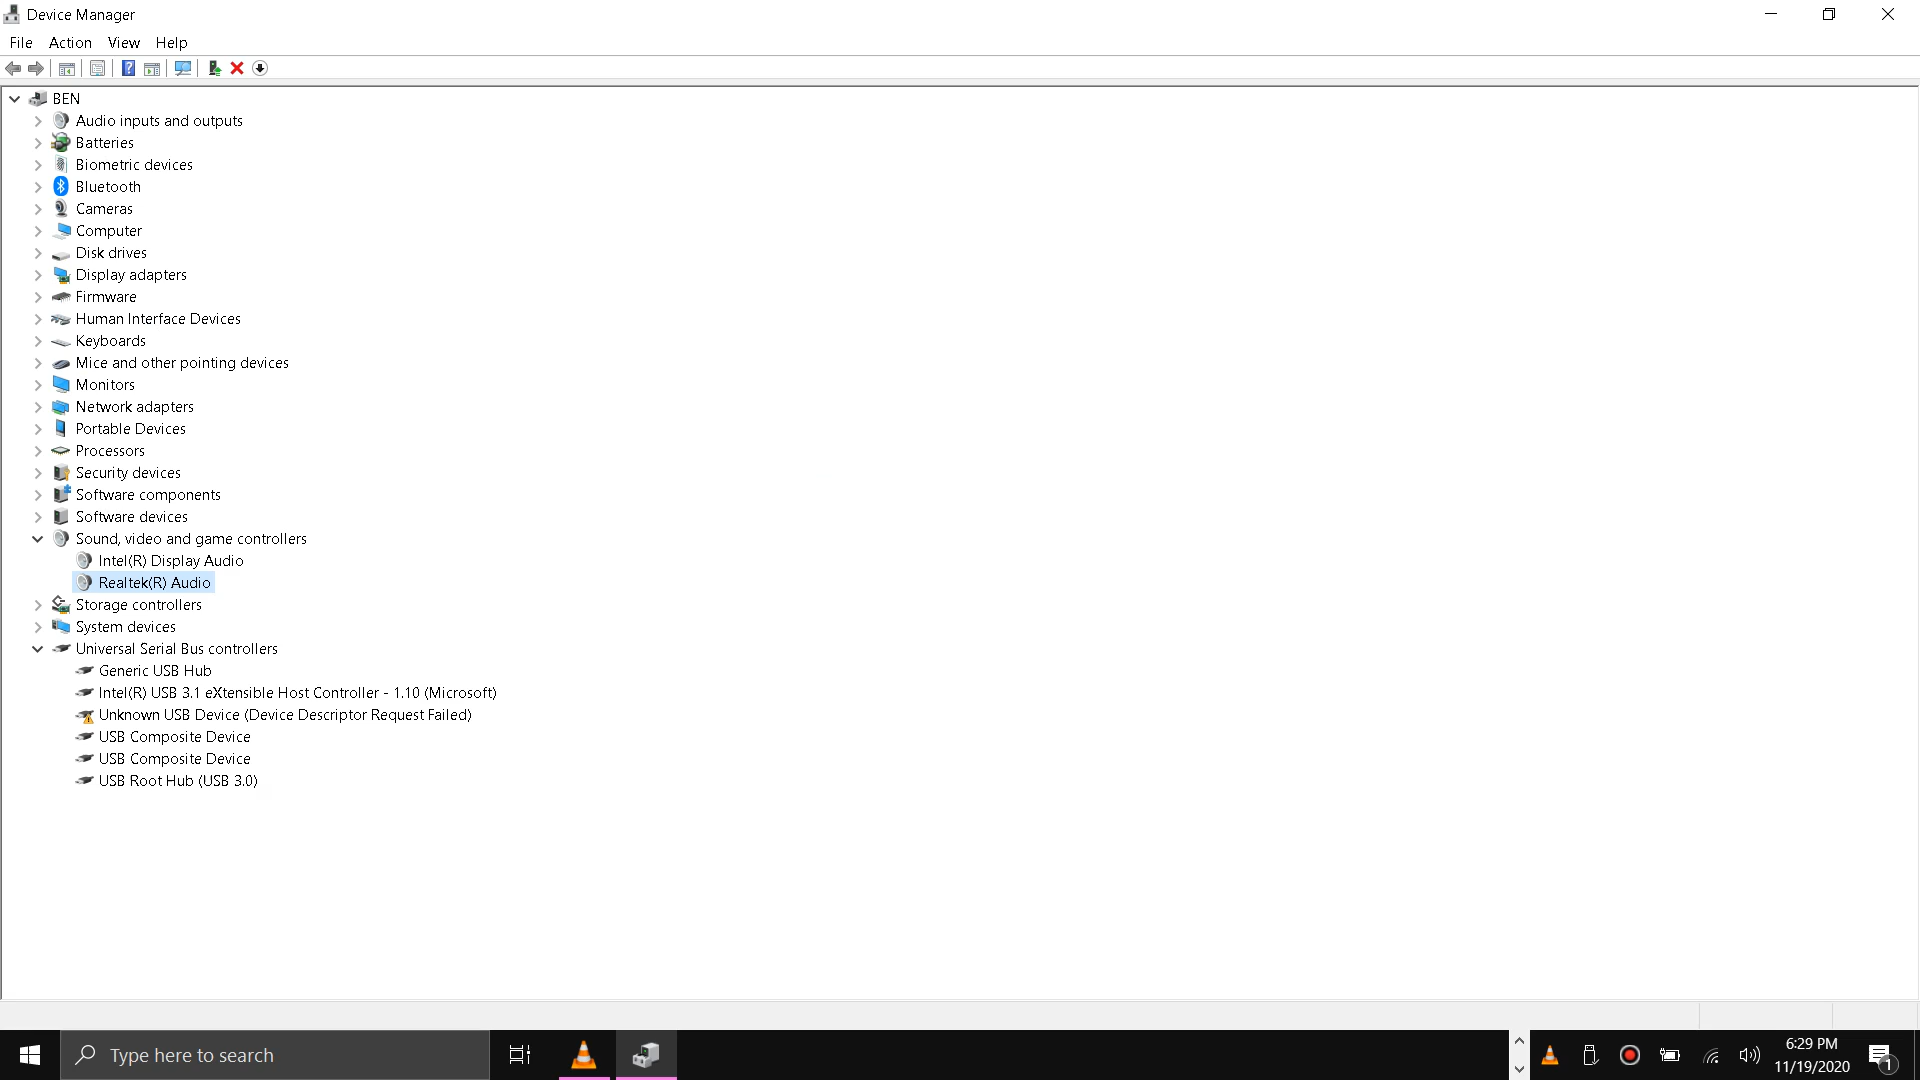 Device Manager
File Action View Help
BEN
Audio inputs and outputs
Batteries
Biometric devices
Bluetooth
Cameras
Computer
Disk drives
Display adapters
Firmware
Human Interface Devices
Keyboards
Mice and other pointing devices
Monitors
Network adapters
Portable Devices
Processors
Security devices
Software components
Software devices
Sound, video and game controllers
Intel(R) Display Audio
Realtek(R) Audio
Storage controllers
System devices
Universal Serial Bus controllers
Generic USB Hub
Intel(R) USB 3.1 eXtensible Host Controller - 1.10 (Microsoft)
Unknown USB Device (Device Descriptor Request Failed)
USB Composite Device
USB Composite Device
USB Root Hub (USB 3.0)
Type here to search
6:29 PM
11/19/2020
1